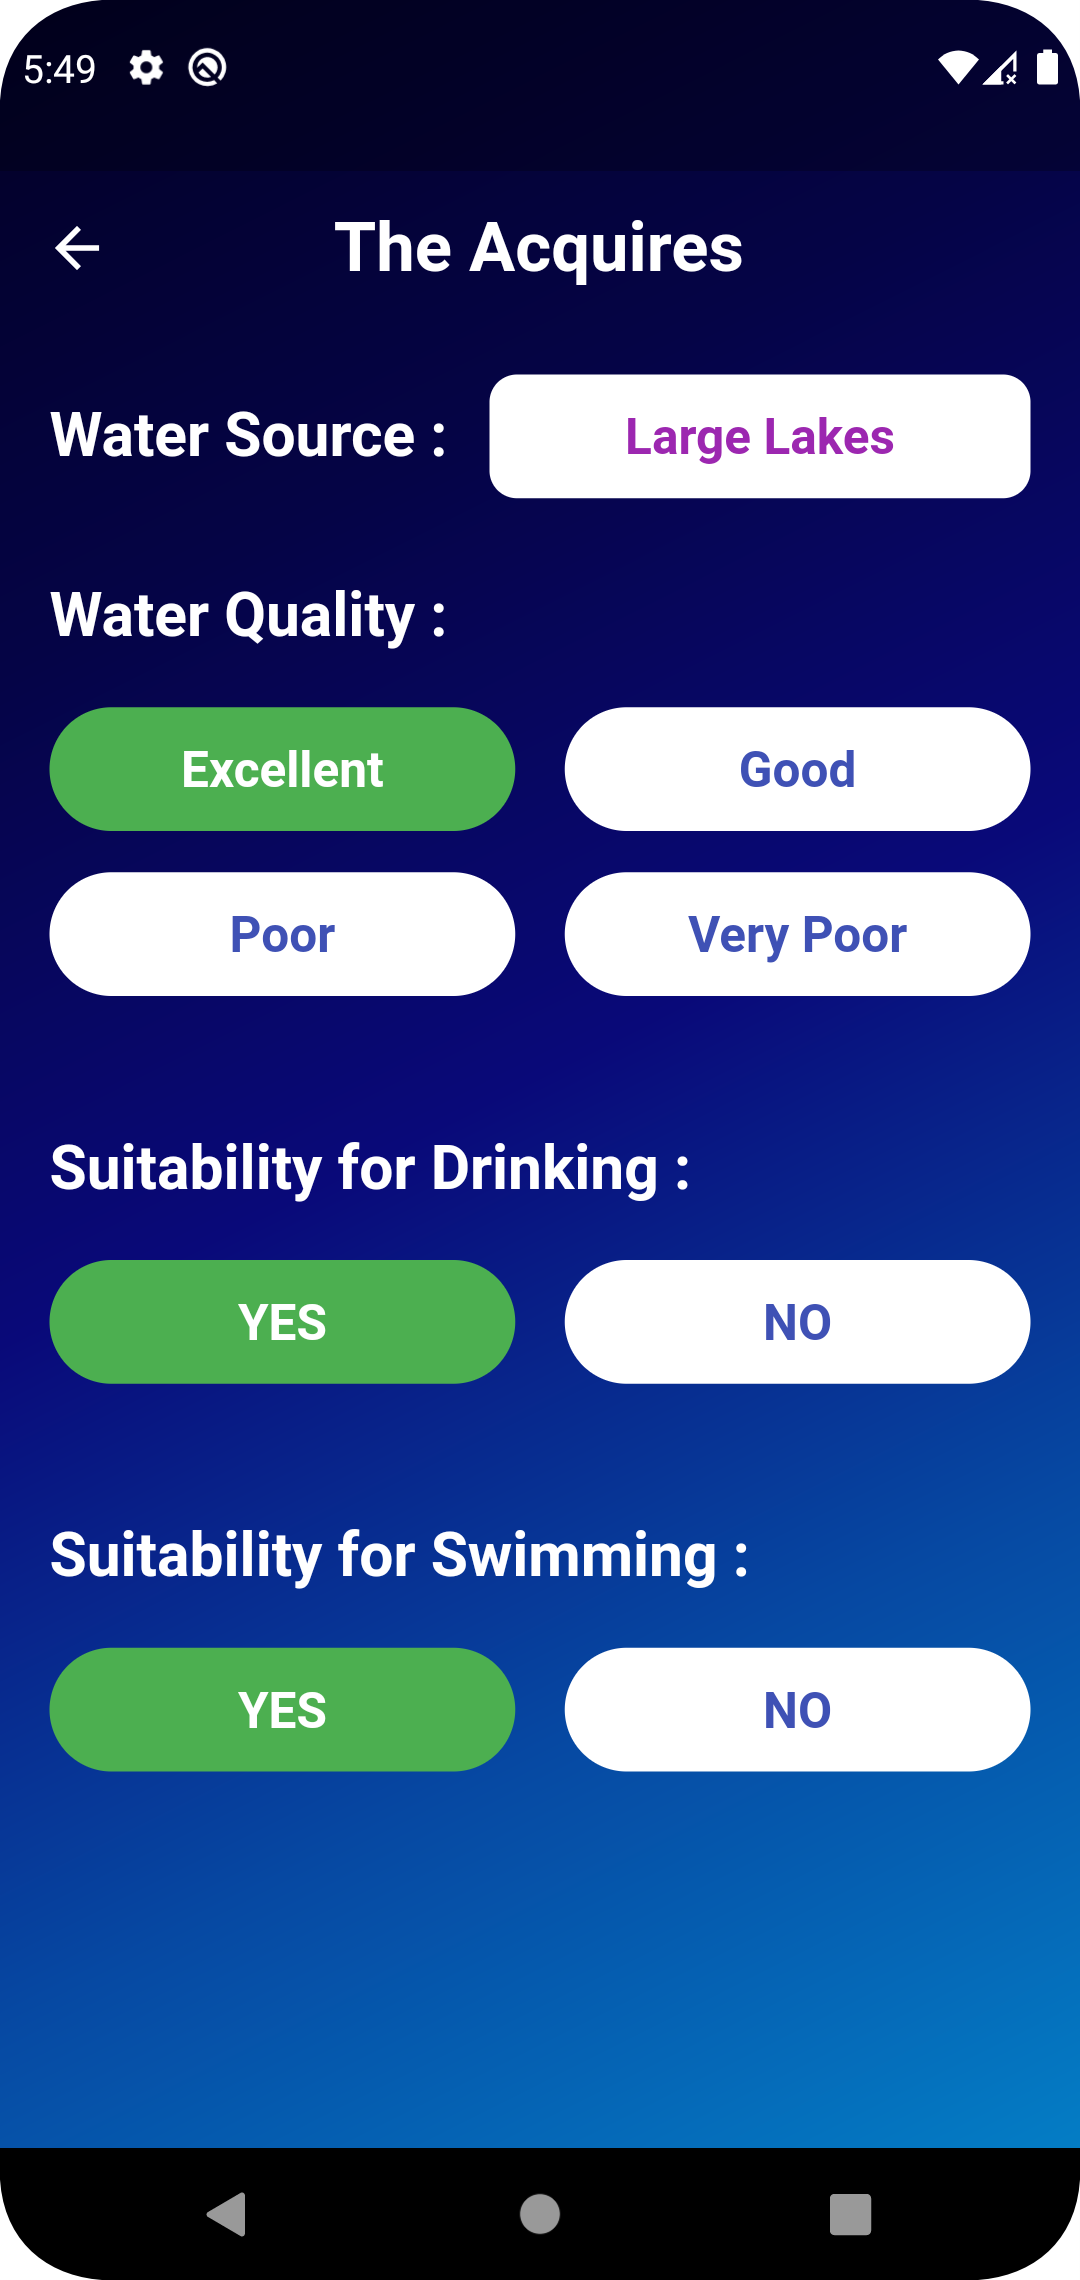 5:49
The Acquires
Water Source : Large Lakes
Water Quality :
Excellent Good
Poor Very Poor
Suitability for Drinking :
YES NO
Suitability for Swimming :
YES NO